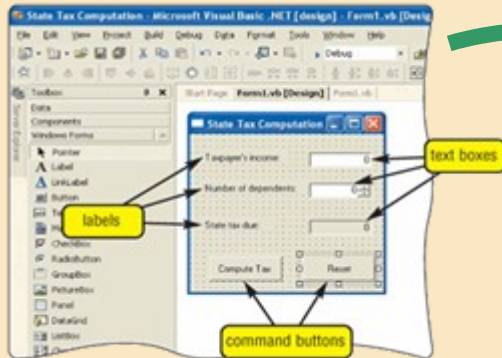 State Tax Computation - Microsoft Visual Basic .NET [design] - Form1.vb [Desig
File Edit View Project Build Debug Data Format Tools Window Help
Debug
Toolbox
Start Page Form1.vb [Design] Form1.vb
Server Explorer
Data
Components
Windows Forms
Pointer
Label
LinkLabel
Button
CheckBox
RadioButton
GroupBox
PictureBox
Panel
DataGrid
ListBox
State Tax Computation
Taxpayer's income: 0
Number of dependents: 0
State tax due: 0
Compute Tax Reset
labels
text boxes
command buttons